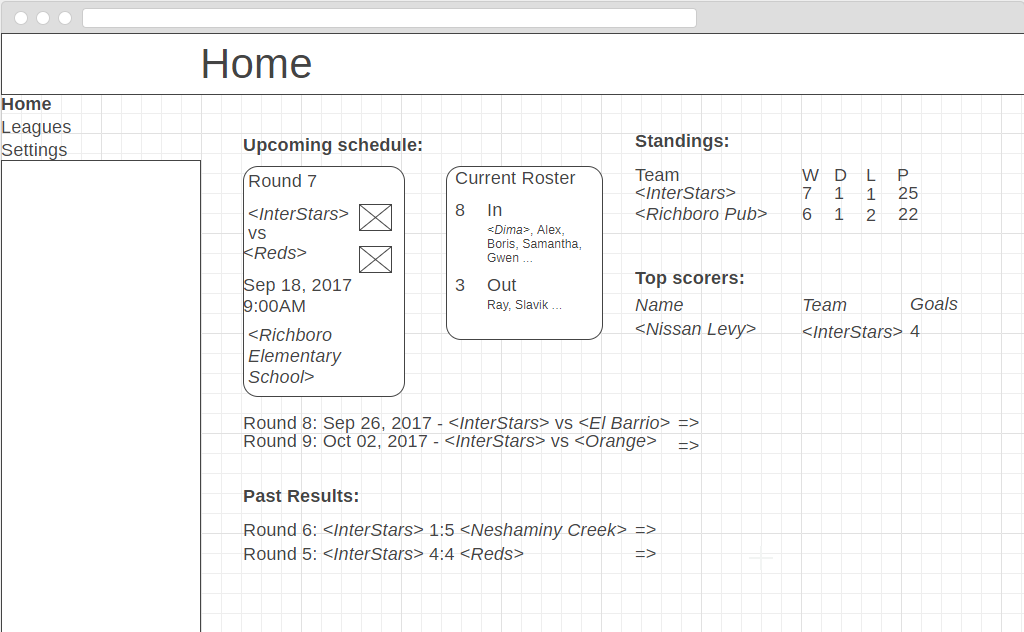 Home
Home
Leagues
Settings
Upcoming schedule:
Round 7
<InterStars>
vs
<Reds>
Sep 18, 2017
9:00AM
<Richboro
Elementary
School>
Current Roster
8 In
<Dima>, Alex,
Boris, Samantha,
Gwen ...
3 Out
Ray, Slavik ...
Standings:
Team W D L P
<InterStars> 7 1 1 25
<Richboro Pub> 6 1 2 22
Top scorers:
Name Team Goals
<Nissan Levy> <InterStars> 4
Round 8: Sep 26, 2017 - <InterStars> vs <El Barrio> =>
Round 9: Oct 02, 2017 - <InterStars> vs <Orange> =>
Past Results:
Round 6: <InterStars> 1:5 <Neshaminy Creek> =>
Round 5: <InterStars> 4:4 <Reds> =>